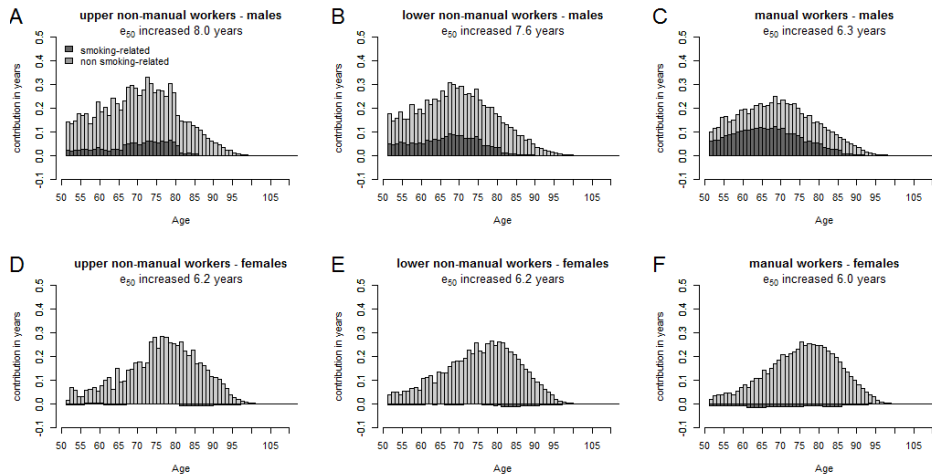 A
upper non-manual workers - males
e50 increased 8.0 years
smoking-related
non smoking-related
contribution in years
0.5
0.4
0.3
0.2
0.1
0.0
-0.1
50 55 60 65 70 75 80 85 90 95 105
Age
B
lower non-manual workers - males
e50 increased 7.6 years
contribution in years
0.5
0.4
0.3
0.2
0.1
0.0
-0.1
50 55 60 65 70 75 80 85 90 95 105
Age
C
manual workers - males
e50 increased 6.3 years
contribution in years
0.5
0.4
0.3
0.2
0.1
0.0
-0.1
50 55 60 65 70 75 80 85 90 95 105
Age
D
upper non-manual workers - females
e50 increased 6.2 years
contribution in years
0.5
0.4
0.3
0.2
0.1
0.0
-0.1
50 55 60 65 70 75 80 85 90 95 105
Age
E
lower non-manual workers - females
e50 increased 6.2 years
contribution in years
0.5
0.4
0.3
0.2
0.1
0.0
-0.1
50 55 60 65 70 75 80 85 90 95 105
Age
F
manual workers - females
e50 increased 6.0 years
contribution in years
0.5
0.4
0.3
0.2
0.1
0.0
-0.1
50 55 60 65 70 75 80 85 90 95 105
Age